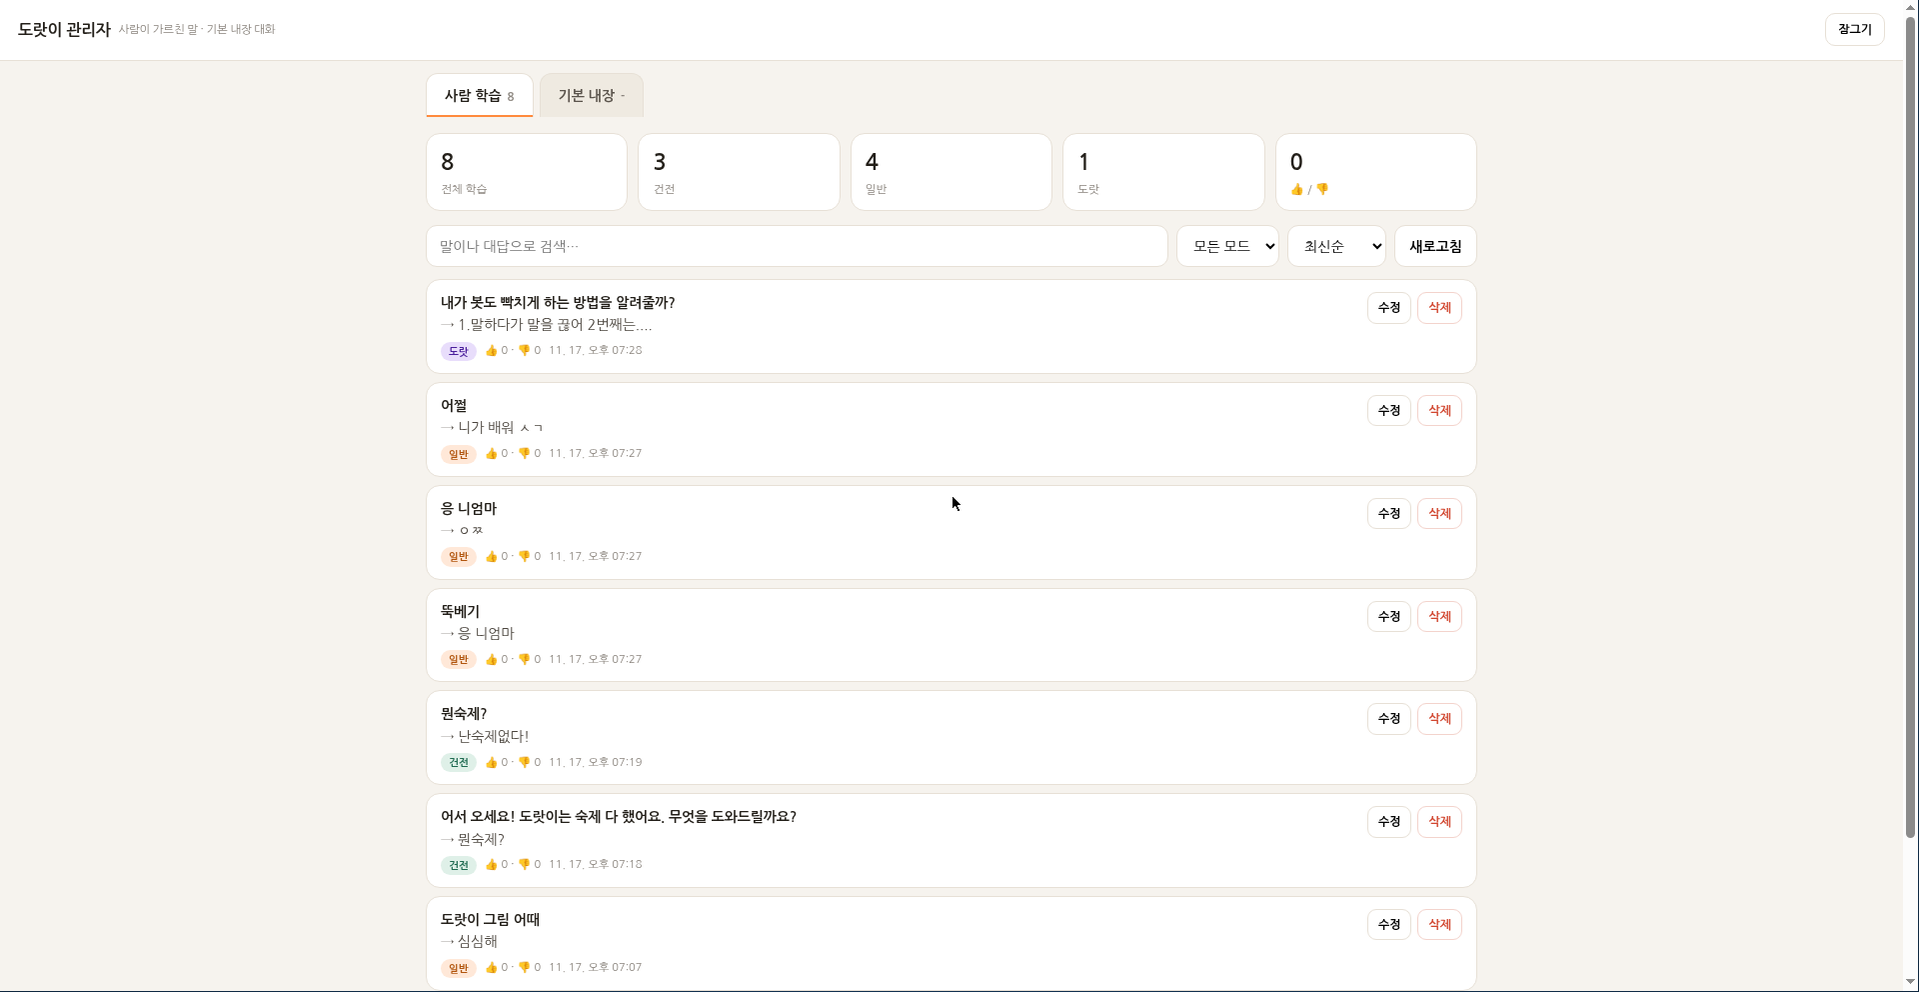 도랏이 관리자 사람이 가르친 말 · 기본 내장 대화 잠그기
사람 학습 8 기본 내장 -
8 3 4 1 0
전체 학습 건전 일반 도랏 👍 / 👎
말이나 대답으로 검색… 모든 모드 최신순 새로고침
내가 봇도 빡치게 하는 방법을 알려줄까? 수정 삭제
→ 1.말하다가 말을 끊어 2번째는....
도랏 👍 0 · 👎 0 11. 17. 오후 07:28
어쩔 수정 삭제
→ 니가 배워 ㅅㄱ
일반 👍 0 · 👎 0 11. 17. 오후 07:27
응 니엄마 수정 삭제
→ ㅇㅉ
일반 👍 0 · 👎 0 11. 17. 오후 07:27
뚝베기 수정 삭제
→ 응 니엄마
일반 👍 0 · 👎 0 11. 17. 오후 07:27
뭔숙제? 수정 삭제
→ 난숙제없다!
건전 👍 0 · 👎 0 11. 17. 오후 07:19
어서 오세요! 도랏이는 숙제 다 했어요. 무엇을 도와드릴까요? 수정 삭제
→ 뭔숙제?
건전 👍 0 · 👎 0 11. 17. 오후 07:18
도랏이 그림 어때 수정 삭제
→ 심심해
일반 👍 0 · 👎 0 11. 17. 오후 07:07